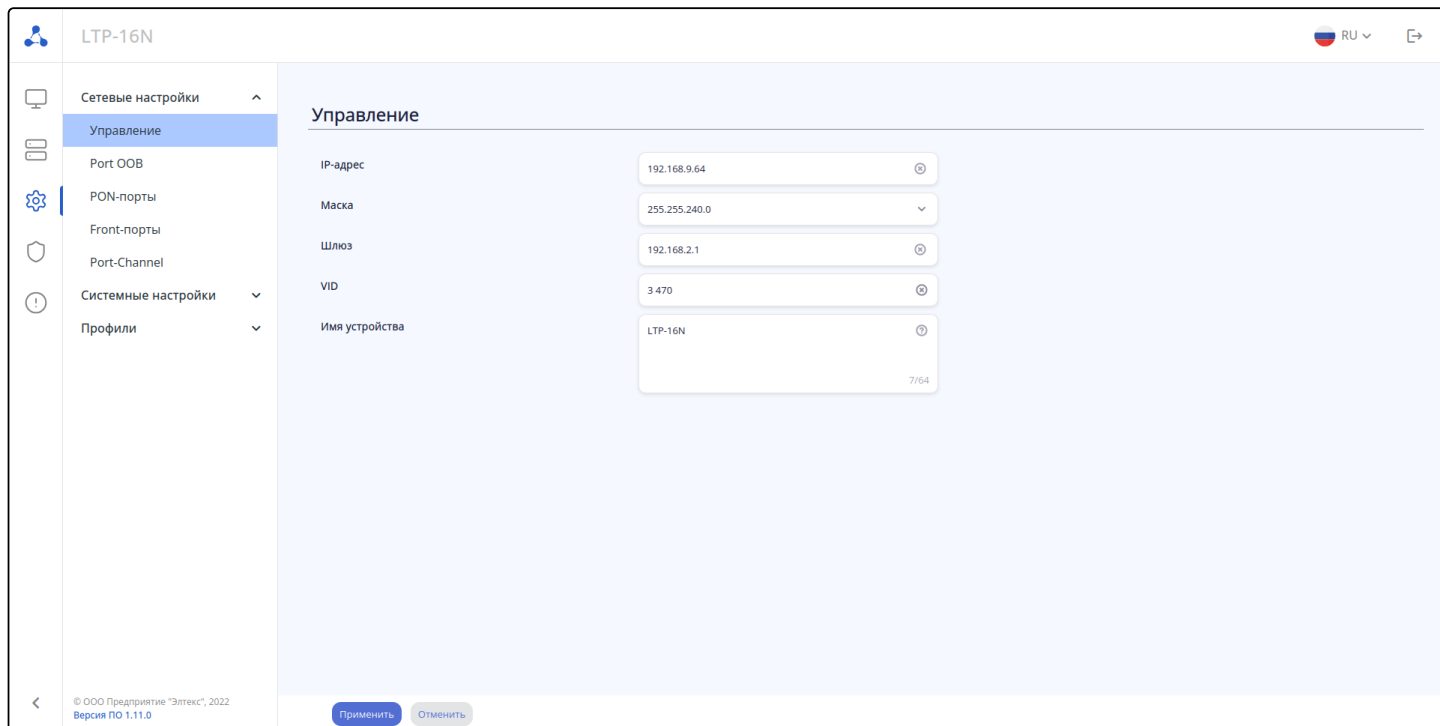 LTP-16N
RU
Сетевые настройки
Управление
Port OOB
PON-порты
Front-порты
Port-Channel
Системные настройки
Профили
© ООО Предприятие "Элтекс", 2022
Версия ПО 1.11.0
Управление
IP-адрес
192.168.9.64
Маска
255.255.240.0
Шлюз
192.168.2.1
VID
3 470
Имя устройства
LTP-16N
7/64
Применить
Отменить